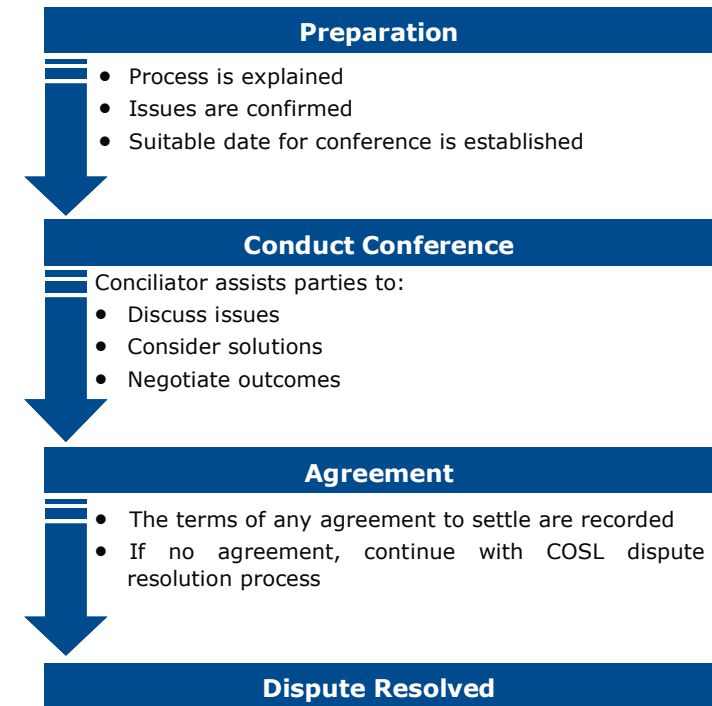 Preparation
• Process is explained
• Issues are confirmed
• Suitable date for conference is established
Conduct Conference
Conciliator assists parties to:
• Discuss issues
• Consider solutions
• Negotiate outcomes
Agreement
• The terms of any agreement to settle are recorded
• If no agreement, continue with COSL dispute
resolution process
Dispute Resolved